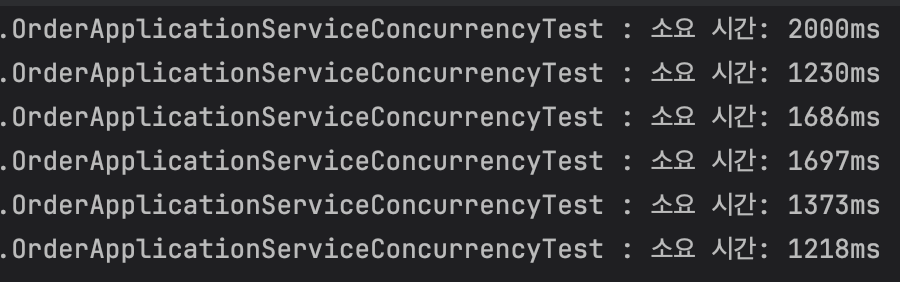 .OrderApplicationServiceConcurrencyTest : 소요 시간: 2000ms
.OrderApplicationServiceConcurrencyTest : 소요 시간: 1230ms
.OrderApplicationServiceConcurrencyTest : 소요 시간: 1686ms
.OrderApplicationServiceConcurrencyTest : 소요 시간: 1697ms
.OrderApplicationServiceConcurrencyTest : 소요 시간: 1373ms
.OrderApplicationServiceConcurrencyTest : 소요 시간: 1218ms